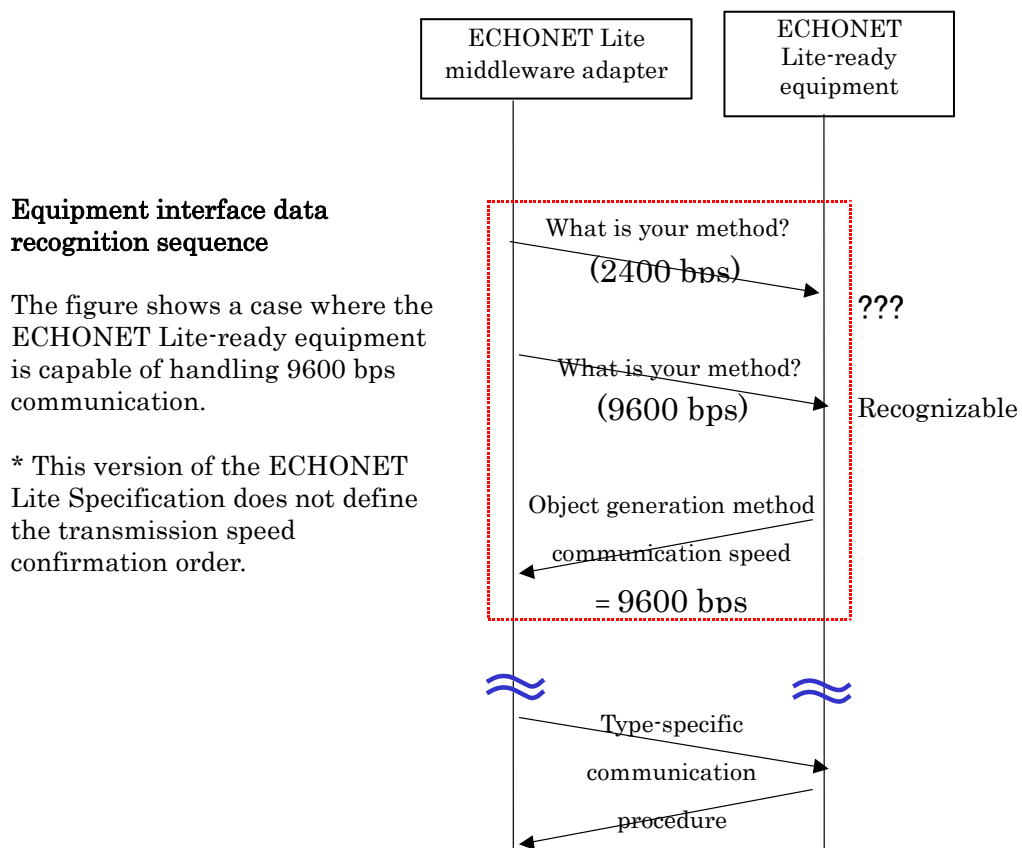 ECHONET Lite
middleware adapter
ECHONET
Lite-ready
equipment
Equipment interface data
recognition sequence
The figure shows a case where the
ECHONET Lite-ready equipment
is capable of handling 9600 bps
communication.
* This version of the ECHONET
Lite Specification does not define
the transmission speed
confirmation order.
What is your method?
(2400 bps)
???
What is your method?
(9600 bps)
Recognizable
Object generation method
communication speed
= 9600 bps
Type-specific
communication
procedure